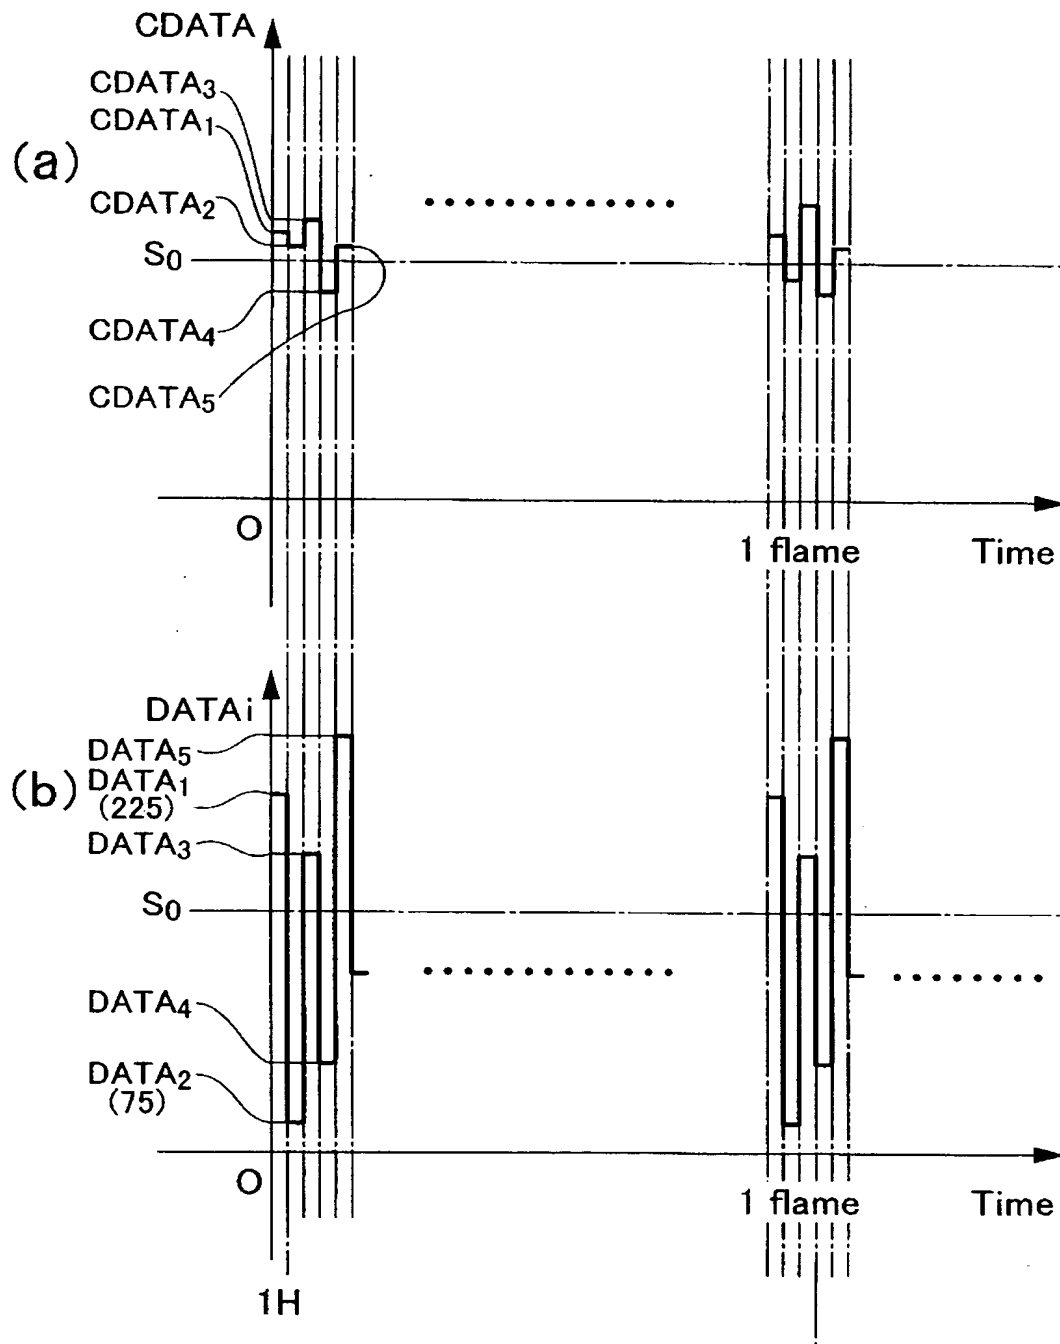 CDATA
CDATA3
CDATA1
(a)
CDATA2
S0
CDATA4
CDATA5
O
1 flame
Time
DATAi
DATA5
(b)
DATA1
(225)
DATA3
S0
DATA4
DATA2
(75)
O
1 flame
Time
1H